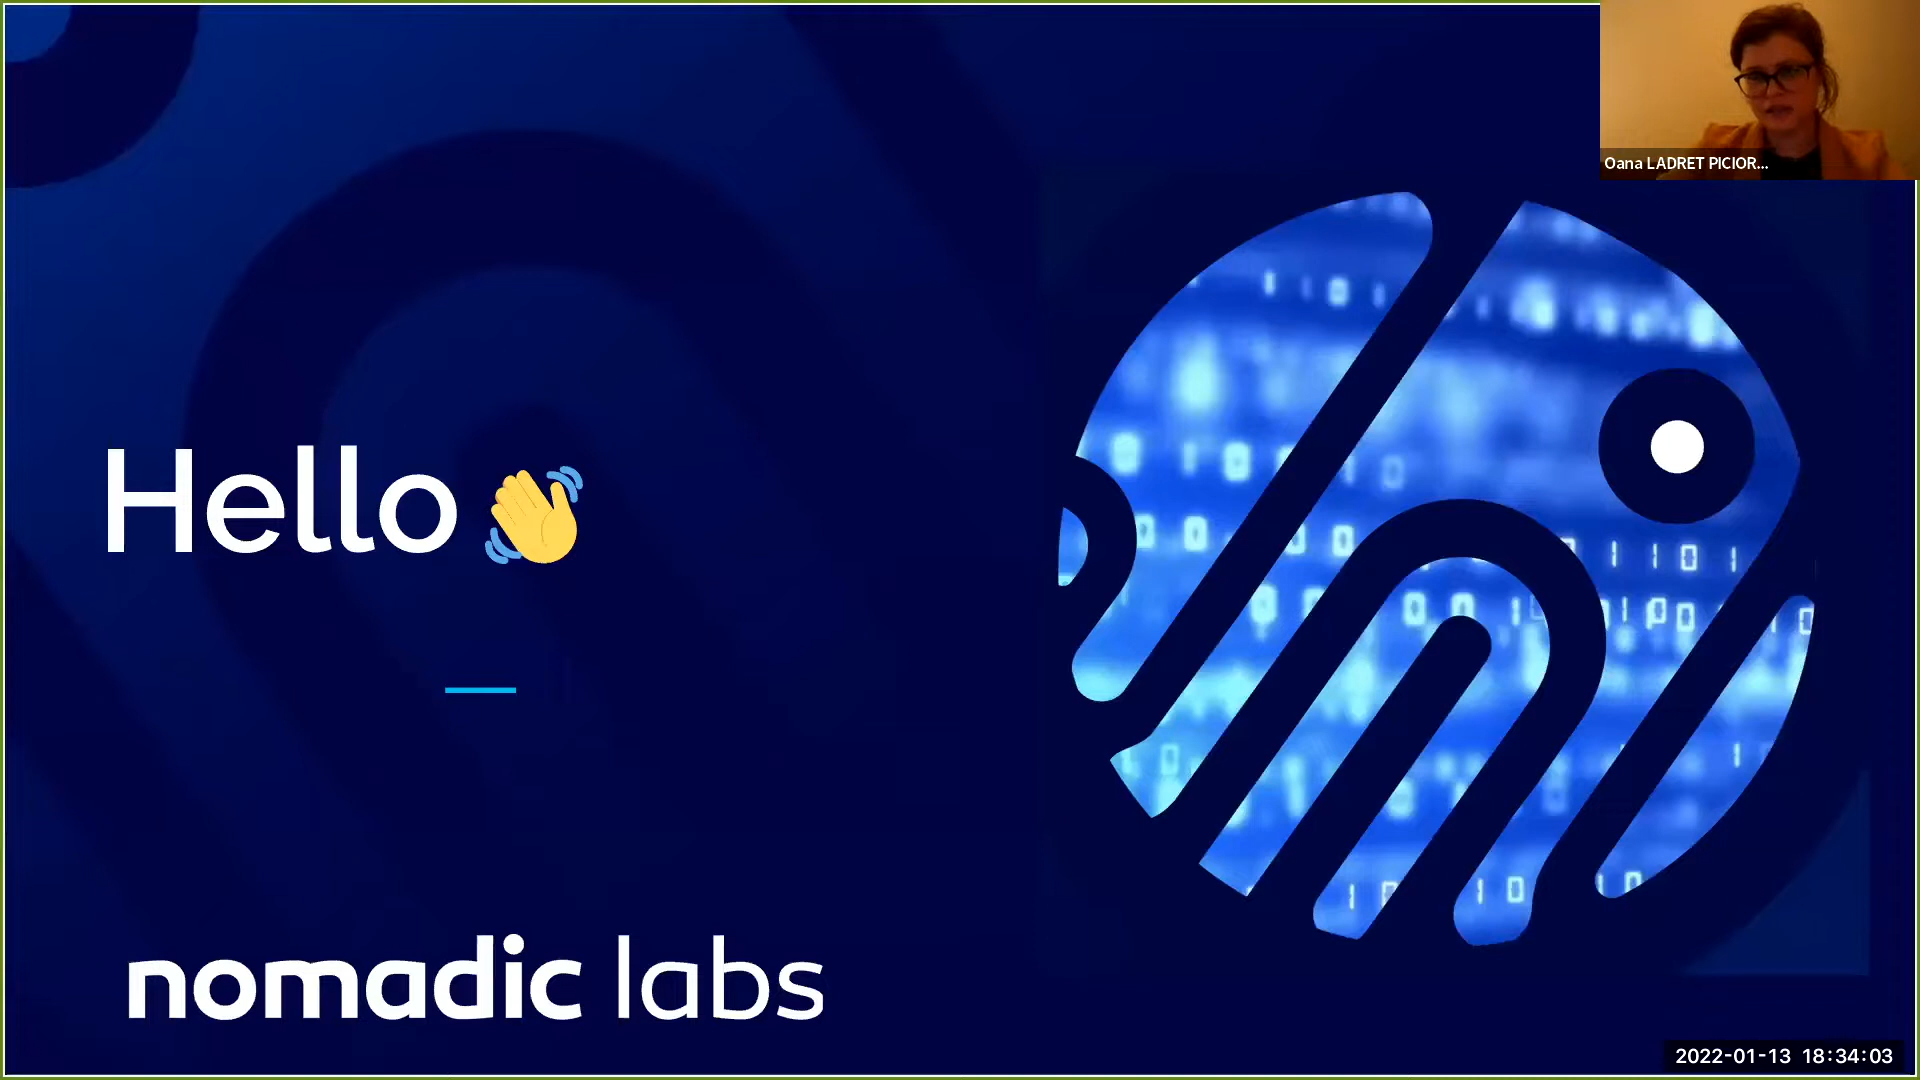 Oana LADRET PICIOR...
Hello 👋
nomadic labs
2022-01-13 18:34:03